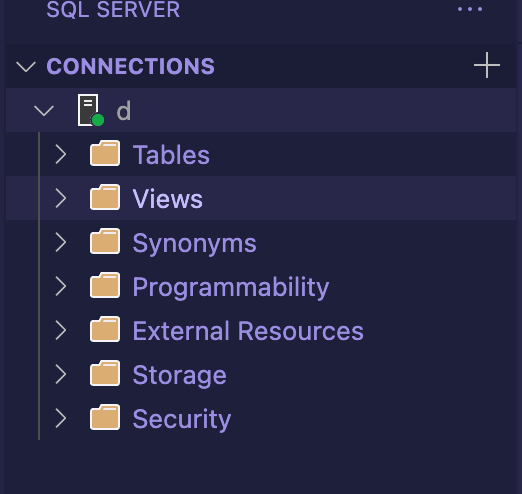 SQL SERVER
CONNECTIONS
d
Tables
Views
Synonyms
Programmability
External Resources
Storage
Security